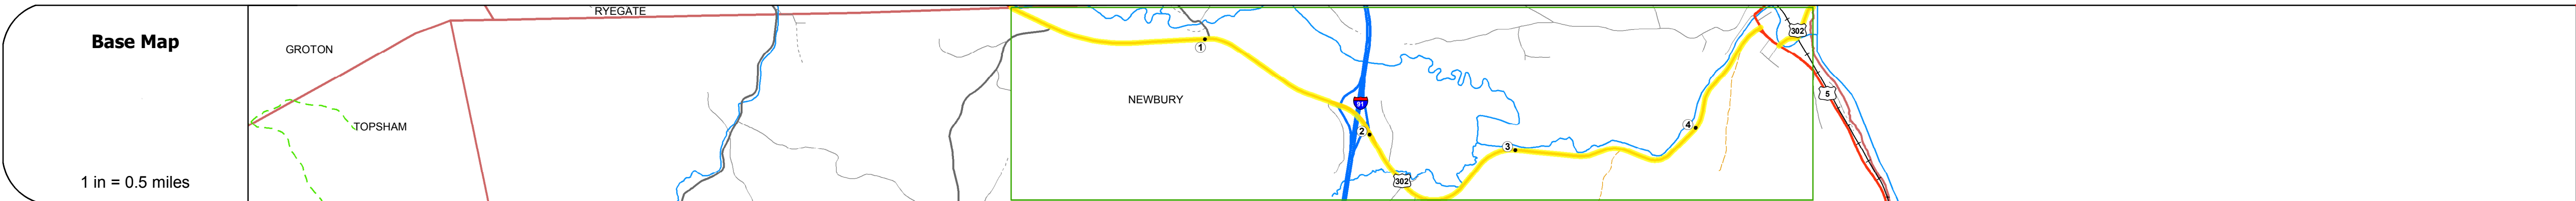 Base Map
1 in = 0.5 miles
RYEGATE
GROTON
TOPSHAM
NEWBURY
1
91
2
302
3
4
302
5